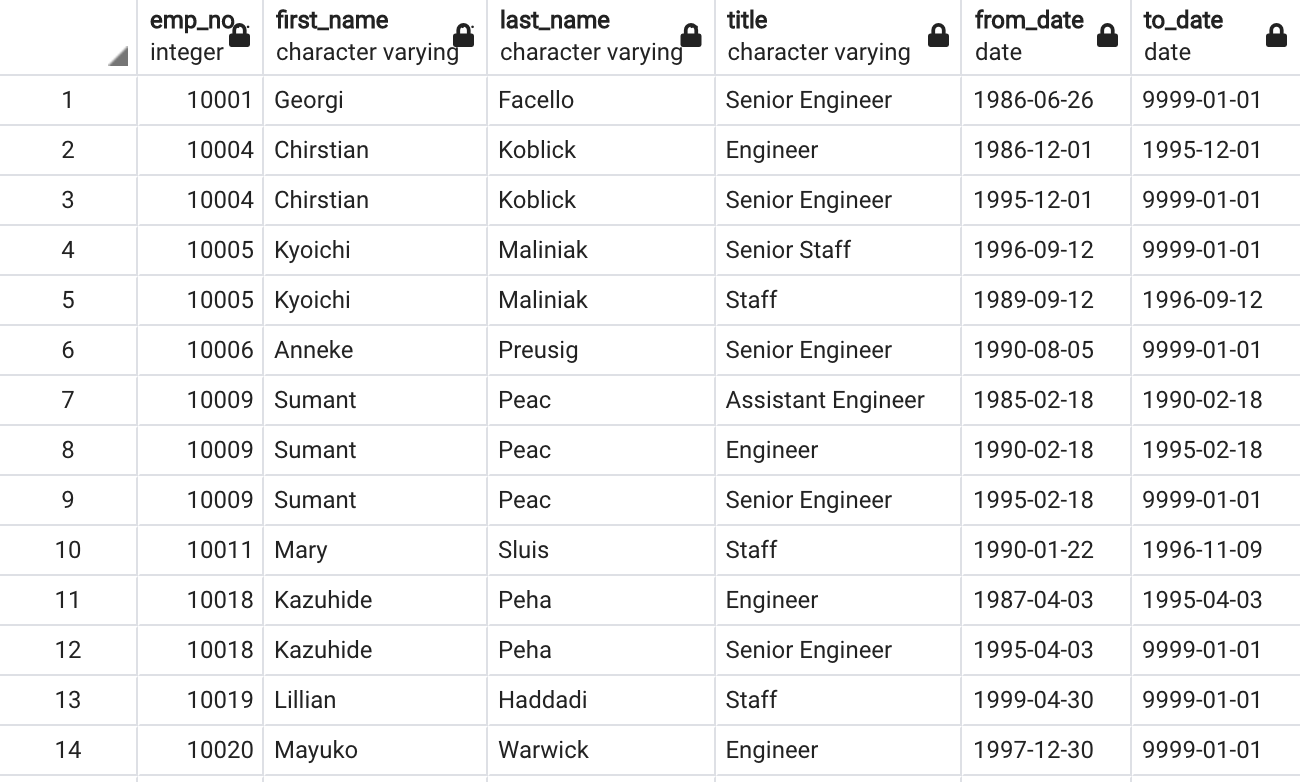 emp_no first_name last_name title from_date to_date
integer character varying character varying character varying date date
1 10001 Georgi Facello Senior Engineer 1986-06-26 9999-01-01
2 10004 Chirstian Koblick Engineer 1986-12-01 1995-12-01
3 10004 Chirstian Koblick Senior Engineer 1995-12-01 9999-01-01
4 10005 Kyoichi Maliniak Senior Staff 1996-09-12 9999-01-01
5 10005 Kyoichi Maliniak Staff 1989-09-12 1996-09-12
6 10006 Anneke Preusig Senior Engineer 1990-08-05 9999-01-01
7 10009 Sumant Peac Assistant Engineer 1985-02-18 1990-02-18
8 10009 Sumant Peac Engineer 1990-02-18 1995-02-18
9 10009 Sumant Peac Senior Engineer 1995-02-18 9999-01-01
10 10011 Mary Sluis Staff 1990-01-22 1996-11-09
11 10018 Kazuhide Peha Engineer 1987-04-03 1995-04-03
12 10018 Kazuhide Peha Senior Engineer 1995-04-03 9999-01-01
13 10019 Lillian Haddadi Staff 1999-04-30 9999-01-01
14 10020 Mayuko Warwick Engineer 1997-12-30 9999-01-01